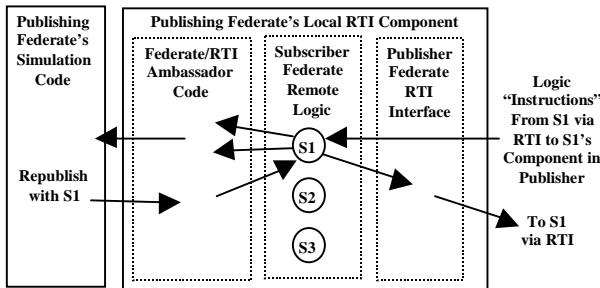 Publishing
Federate's
Simulation
Code
Republish
with S1
Publishing Federate's Local RTI Component
Federate/RTI
Ambassador
Code
Subscriber
Federate
Remote
Logic
S1
S2
S3
Publisher
Federate
RTI
Interface
Logic
“Instructions”
From S1 via
RTI to S1's
Component in
Publisher
To S1
via RTI